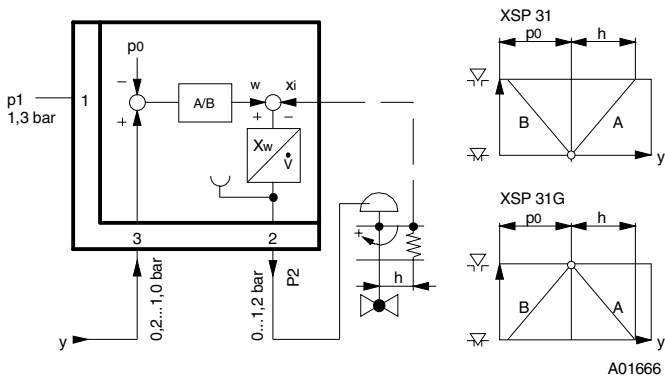 XSP 31
p0 h
B A
y
p0
p1
1,3 bar
1
w xi
A/B
–
+
+ –
Xw
V̇
3 2
0,2...1,0 bar
0...1,2 bar
P2
y
+
h
XSP 31G
p0 h
B A
y
A01666